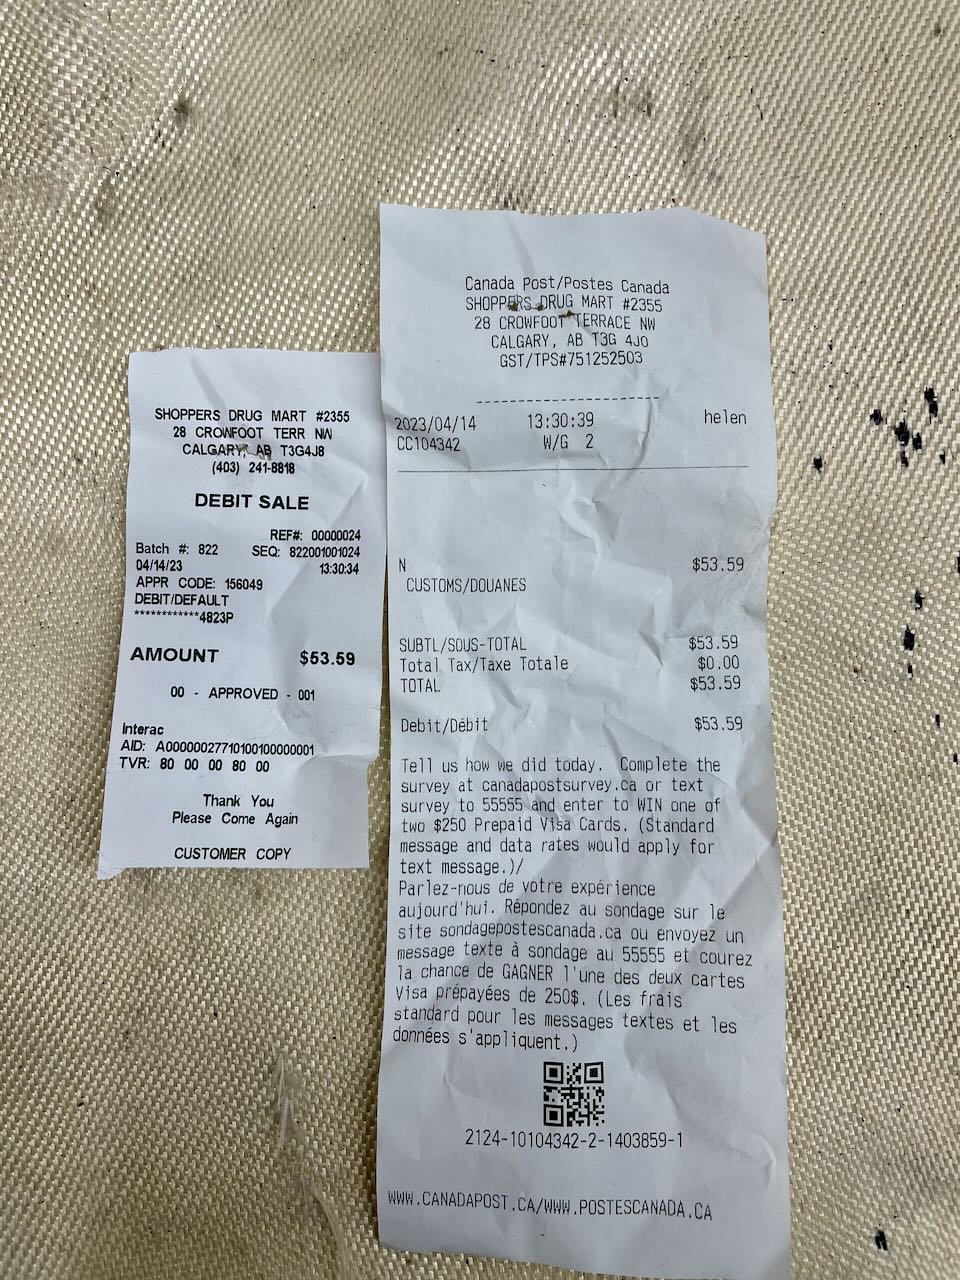 SHOPPERS DRUG MART #2355
28 CROWFOOT TERR NW
CALGARY, AB T3G4J8
(403) 241-8818
DEBIT SALE
REF#: 00000024
Batch #: 822 SEQ: 822001001024
04/14/23 13:30:34
APPR CODE: 156049
DEBIT/DEFAULT
************4823P
AMOUNT $53.59
00 - APPROVED - 001
Interac
AID: A0000002771010010000000​1
TVR: 80 00 00 80 00
Thank You
Please Come Again
CUSTOMER COPY
Canada Post/Postes Canada
SHOPPERS DRUG MART #2355
28 CROWFOOT TERRACE NW
CALGARY, AB T3G 4J0
GST/TPS#751252503
--------------------------
2023/04/14 13:30:39 helen
CC104342 W/G 2
N $53.59
CUSTOMS/DOUANES
SUBTL/SOUS-TOTAL $53.59
Total Tax/Taxe Totale $0.00
TOTAL $53.59
Debit/Débit $53.59
Tell us how we did today. Complete the
survey at canadapostsurvey.ca or text
survey to 55555 and enter to WIN one of
two $250 Prepaid Visa Cards. (Standard
message and data rates would apply for
text message.)/
Parlez-nous de votre expérience
aujourd'hui. Répondez au sondage sur le
site sondagepostescanada.ca ou envoyez un
message texte à sondage au 55555 et courez
la chance de GAGNER l'une des deux cartes
Visa prépayées de 250$. (Les frais
standard pour les messages textes et les
données s'appliquent.)
2124-10104342-2-1403859-1
WWW.CANADAPOST.CA/WWW.POSTESCANADA.CA